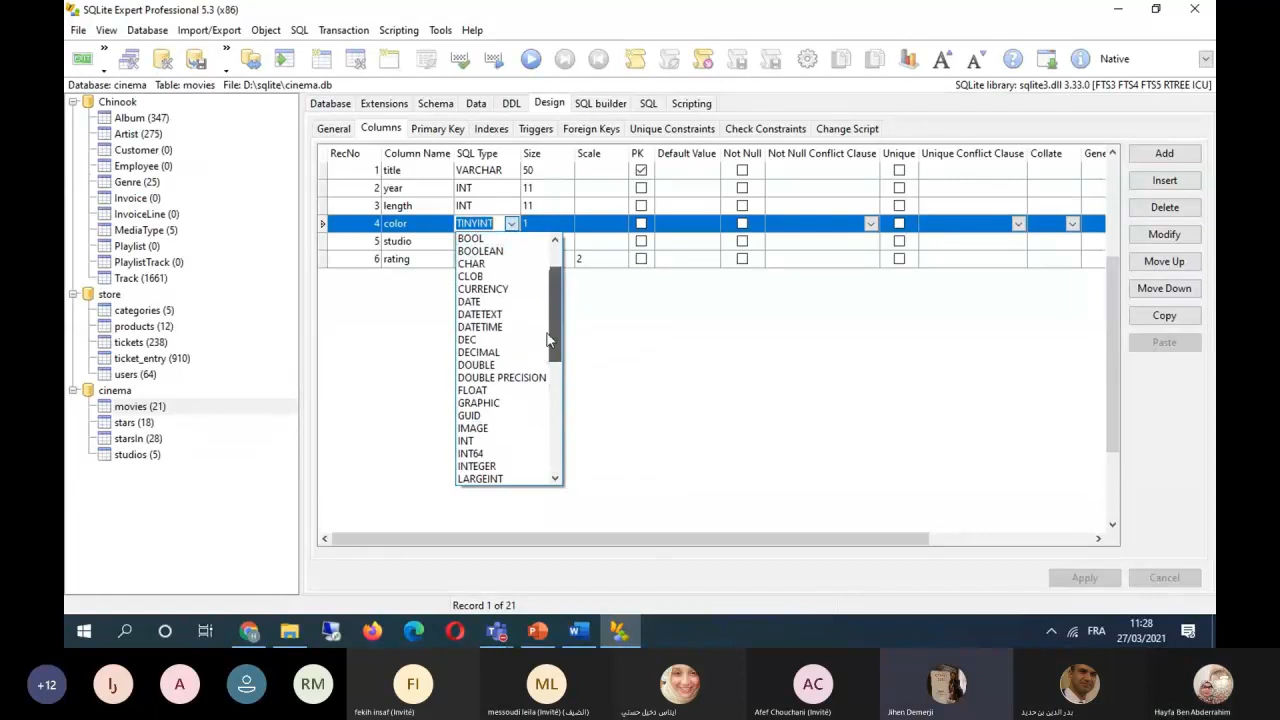 SQLite Expert Professional 5.3 (x86)
File View Database Import/Export Object SQL Transaction Scripting Tools Help
Native
Database: cinema Table: movies File: D:\sqlite\cinema.db
SQLite library: sqlite3.dll 3.33.0 [FTS3 FTS4 FTS5 RTREE ICU]
Chinook
Album (347)
Artist (275)
Customer (0)
Employee (0)
Genre (25)
Invoice (0)
InvoiceLine (0)
MediaType (5)
Playlist (0)
PlaylistTrack (0)
Track (1661)
store
categories (5)
products (12)
tickets (238)
ticket_entry (910)
users (64)
cinema
movies (21)
stars (18)
starsIn (28)
studios (5)
Database Extensions Schema Data DDL Design SQL builder SQL Scripting
General Columns Primary Key Indexes Triggers Foreign Keys Unique Constraints Check Constraints Change Script
RecNo Column Name SQL Type Size Scale PK Default Value Not Null Not Null Conflict Clause Unique Unique Conflict Clause Collate Gene
1 title VARCHAR 50
2 year INT 11
3 length INT 11
4 color TINYINT 1
5 studio
6 rating 2
BOOL
BOOLEAN
CHAR
CLOB
CURRENCY
DATE
DATETEXT
DATETIME
DEC
DECIMAL
DOUBLE
DOUBLE PRECISION
FLOAT
GRAPHIC
GUID
IMAGE
INT
INT64
INTEGER
LARGEINT
Add
Insert
Delete
Modify
Move Up
Move Down
Copy
Paste
Apply Cancel
Record 1 of 21
FRA
11:28
27/03/2021
+12
را
A
RM
FI
ML
AC
fekih insaf (Invité)
messoudi leila (Invité) (الضيف)
ايناس دخيل حسني
Afef Chouchani (Invité)
Jihen Demerji
بدر الدين بن حديد
Hayfa Ben Abderrahim